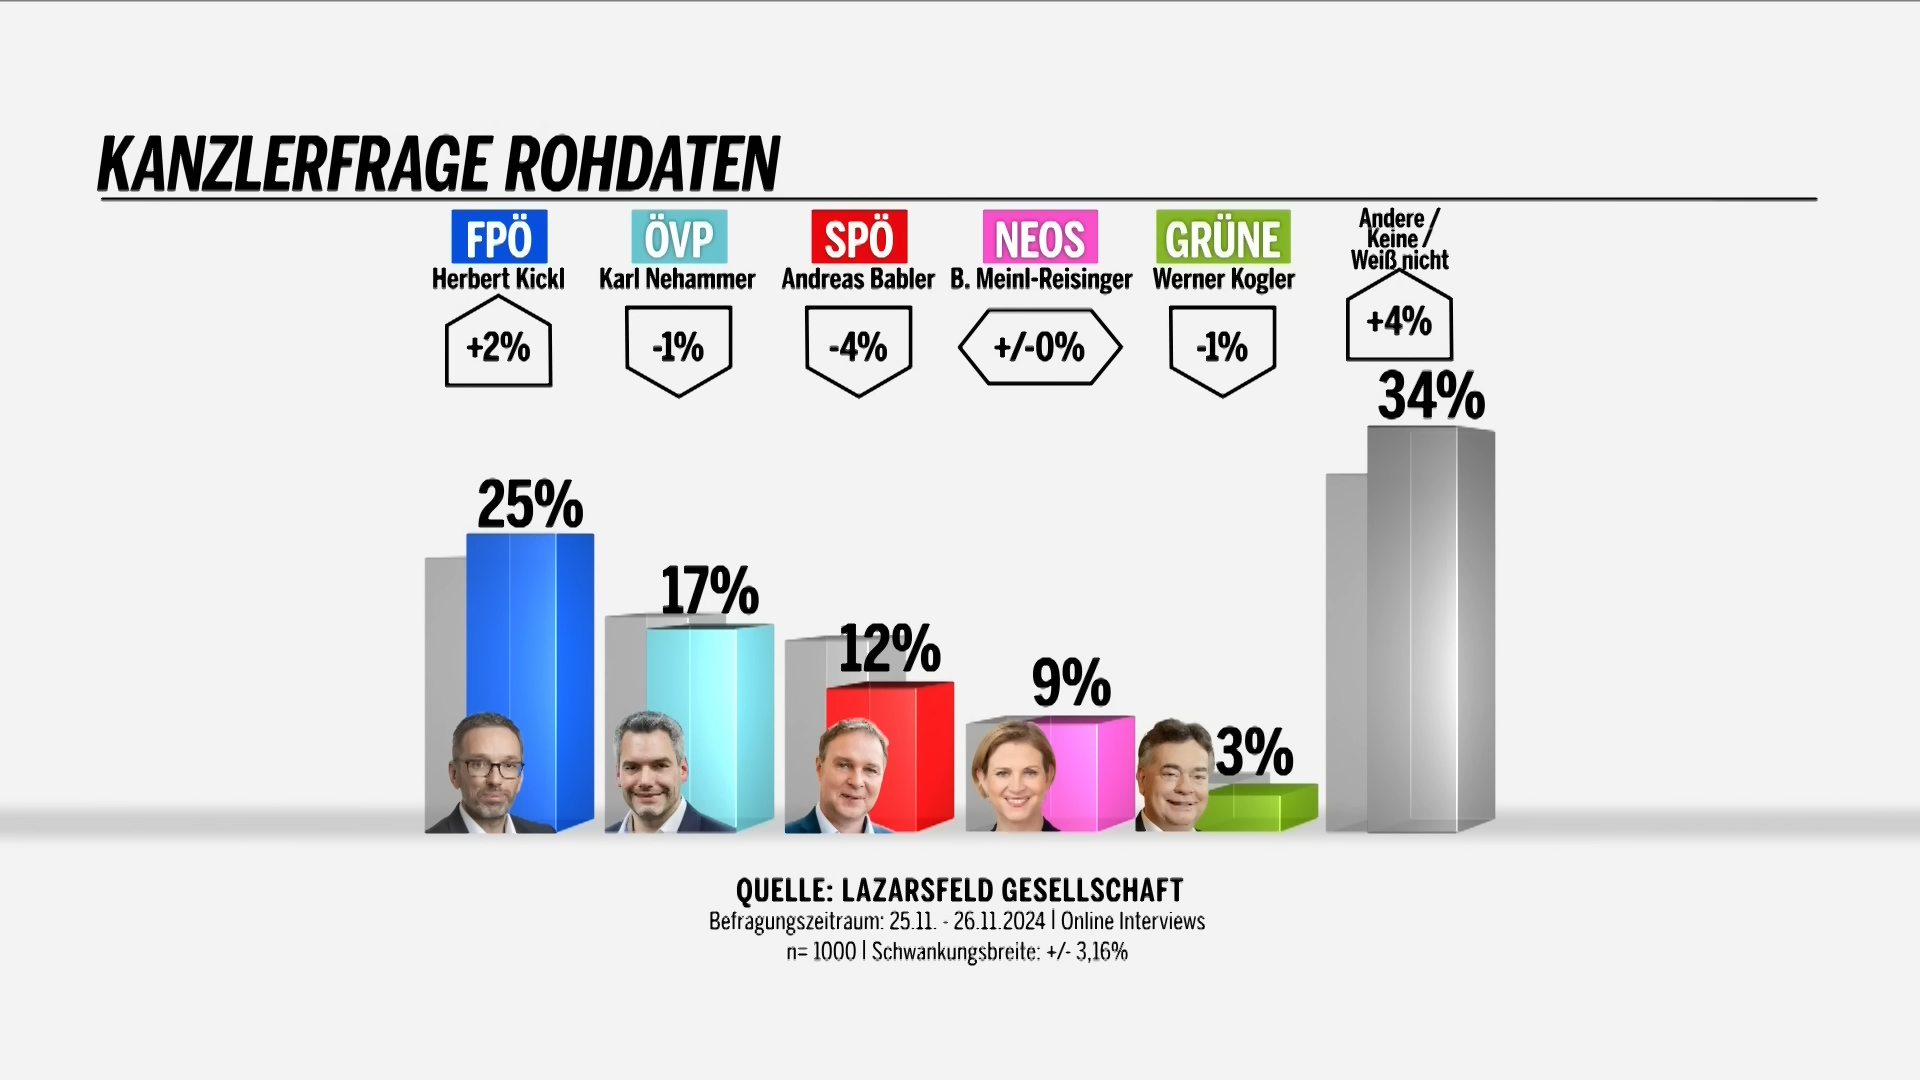 KANZLERFRAGE ROHDATEN
FPÖ
Herbert Kickl
+2%
25%
ÖVP
Karl Nehammer
-1%
17%
SPÖ
Andreas Babler
-4%
12%
NEOS
B. Meinl-Reisinger
+/-0%
9%
GRÜNE
Werner Kogler
-1%
3%
Andere /
Keine /
Weiß nicht
+4%
34%
QUELLE: LAZARSFELD GESELLSCHAFT
Befragungszeitraum: 25.11. - 26.11.2024 | Online Interviews
n= 1000 | Schwankungsbreite: +/- 3,16%